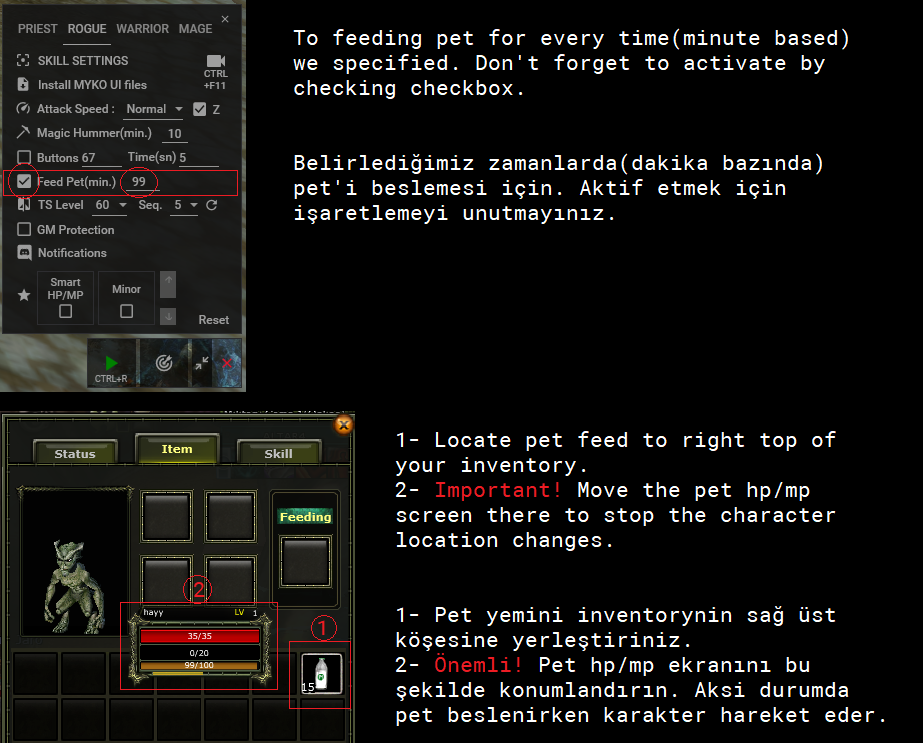 PRIEST ROGUE WARRIOR MAGE
SKILL SETTINGS
CTRL
+F11
Install MYKO UI files
Attack Speed : Normal Z
Magic Hummer(min.) 10
Buttons 67 Time(sn) 5
Feed Pet(min.) 99
TS Level 60 Seq. 5
GM Protection
Notifications
Smart
HP/MP
Minor
Reset
CTRL+R
To feeding pet for every time(minute based)
we specified. Don't forget to activate by
checking checkbox.
Belirlediğimiz zamanlarda(dakika bazında)
pet'i beslemesi için. Aktif etmek için
işaretlemeyi unutmayınız.
Status Item Skill
Feeding
2
hayy LV 1
35/35
0/20
99/100
1
15
1- Locate pet feed to right top of
your inventory.
2- Important! Move the pet hp/mp
screen there to stop the character
location changes.
1- Pet yemini inventorynin sağ üst
köşesine yerleştiriniz.
2- Önemli! Pet hp/mp ekranını bu
şekilde konumlandırın. Aksi durumda
pet beslenirken karakter hareket eder.